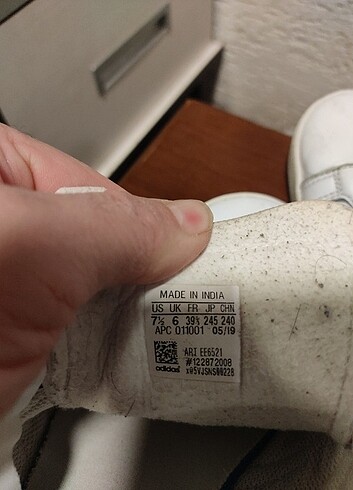 MADE IN INDIA
US UK FR JP CHN
7½ 6 39⅓ 245 240
APC 011001 05/19
ART EE6521
#122872008
adidas